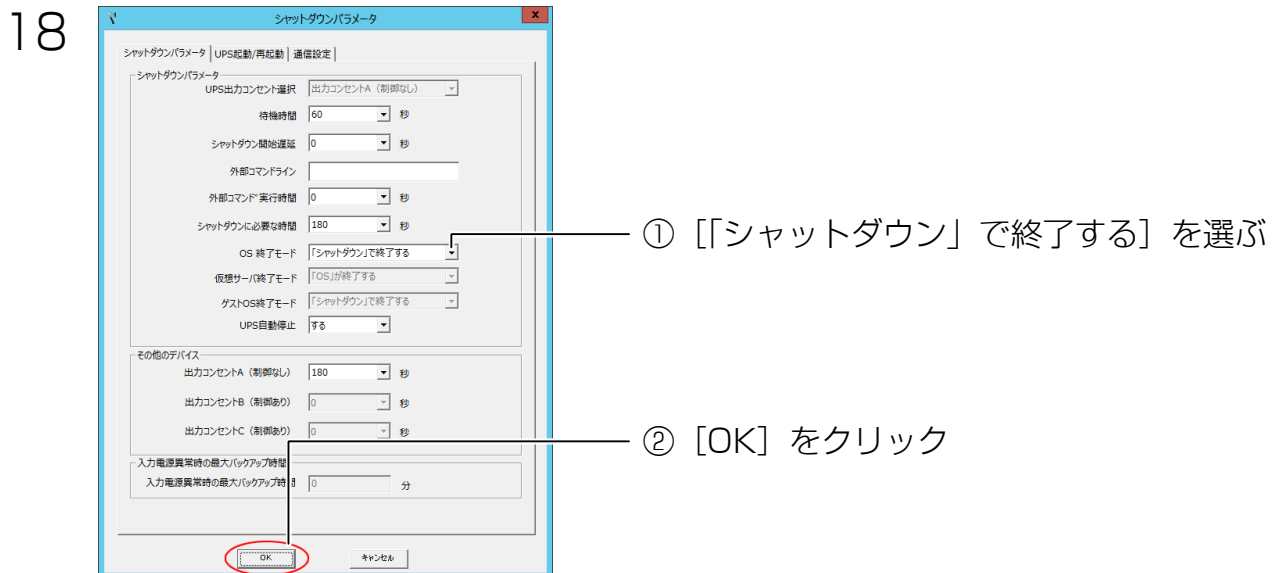 18
シャットダウンパラメータ
x
シャットダウンパラメータ UPS起動/再起動 通信設定
シャットダウンパラメータ
UPS出力コンセント選択 出力コンセントA（制御なし）
待機時間 60 秒
シャットダウン開始遅延 0 秒
外部コマンドライン
外部コマンド゛実行時間 0 秒
シャットダウンに必要な時間 180 秒
OS 終了モード 「シャットダウン」で終了する
① ［「シャットダウン」で終了する］を選ぶ
仮想サーバ終了モード 「OS」が終了する
ゲストOS終了モード 「シャットダウン」で終了する
UPS自動停止 する
その他のデバイス
出力コンセントA（制御なし） 180 秒
出力コンセントB（制御あり） 0 秒
出力コンセントC（制御あり） 0 秒
② ［OK］をクリック
入力電源異常時の最大バックアップ時間
入力電源異常時の最大バックアップ時間 0 分
OK キャンセル